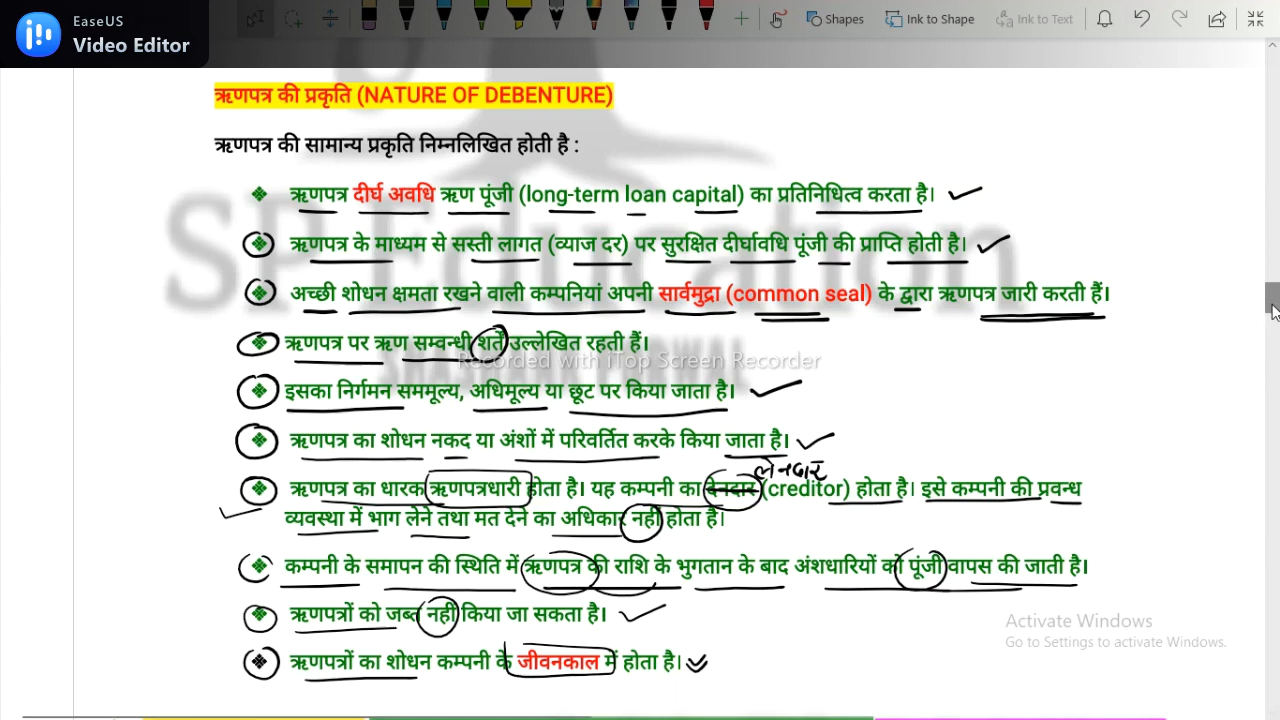 EaseUS
Video Editor
Shapes
Ink to Shape
Ink to Text
ऋणपत्र की प्रकृति (NATURE OF DEBENTURE)
ऋणपत्र की सामान्य प्रकृति निम्नलिखित होती है :
❖ ऋणपत्र दीर्घ अवधि ऋण पूंजी (long-term loan capital) का प्रतिनिधित्व करता है।
❖ ऋणपत्र के माध्यम से सस्ती लागत (व्याज दर) पर सुरक्षित दीर्घावधि पूंजी की प्राप्ति होती है।
❖ अच्छी शोधन क्षमता रखने वाली कम्पनियां अपनी सार्वमुद्रा (common seal) के द्वारा ऋणपत्र जारी करती हैं।
❖ ऋणपत्र पर ऋण सम्वन्धी शर्तें उल्लेखित रहती हैं।
Recorded with iTop Screen Recorder
❖ इसका निर्गमन सममूल्य, अधिमूल्य या छूट पर किया जाता है।
❖ ऋणपत्र का शोधन नकद या अंशों में परिवर्तित करके किया जाता है।
लेनदार
❖ ऋणपत्र का धारक ऋणपत्रधारी होता है। यह कम्पनी का देनदार (creditor) होता है। इसे कम्पनी की प्रवन्ध
व्यवस्था में भाग लेने तथा मत देने का अधिकार नही होता है।
❖ कम्पनी के समापन की स्थिति में ऋणपत्र की राशि के भुगतान के बाद अंशधारियों को पूंजी वापस की जाती है।
❖ ऋणपत्रों को जब्त नही किया जा सकता है।
Activate Windows
Go to Settings to activate Windows.
❖ ऋणपत्रों का शोधन कम्पनी के जीवनकाल में होता है।
SP Education